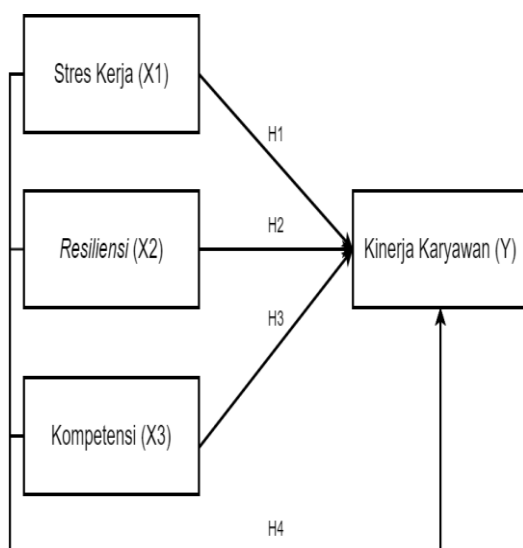 Stres Kerja (X1)
H1
Resiliensi (X2)
H2
Kinerja Karyawan (Y)
H3
Kompetensi (X3)
H4